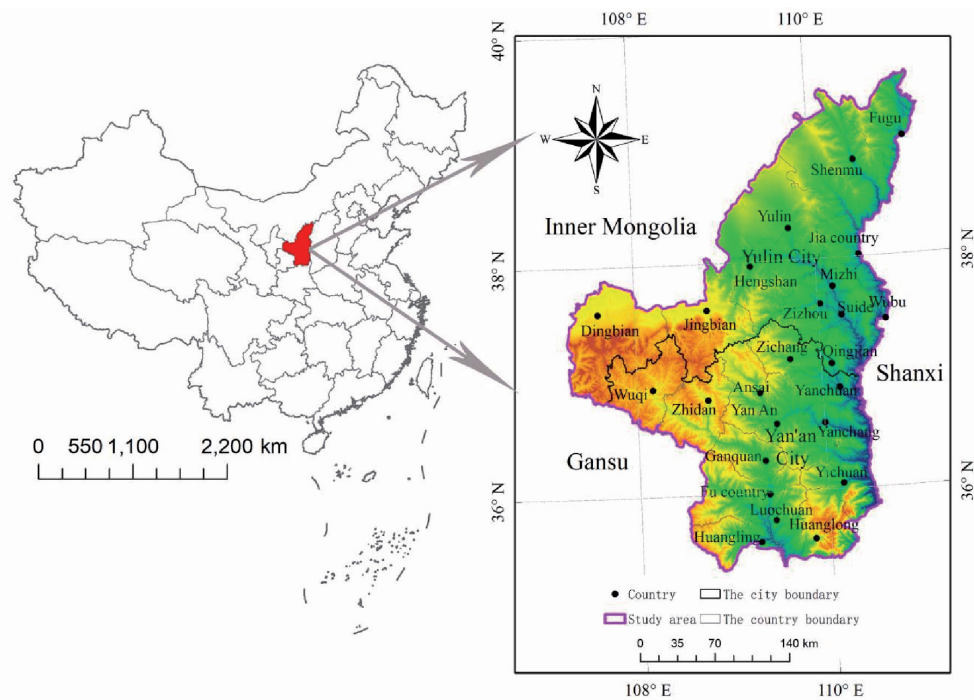 108° E
110° E
40° N
N
W
E
S
Fugu
Shenmu
Yulin
Inner Mongolia
Jia country
38° N
38° N
Yulin City
Mizhi
Hengshan
Wubu
Zizhou
Suide
Dingbian
Jingbian
Zichang
Qingjian
Shanxi
Wuqi
Ansai
Yanchuan
Zhidan
Yan An
Yan'an
Yanchang
0 550 1,100 2,200 km
Gansu
Ganquan
City
Yichuan
36° N
36° N
Fu country
Luochuan
Huanglong
Huangling
Country
The city boundary
Study area
The country boundary
0 35 70 140 km
108° E
110° E